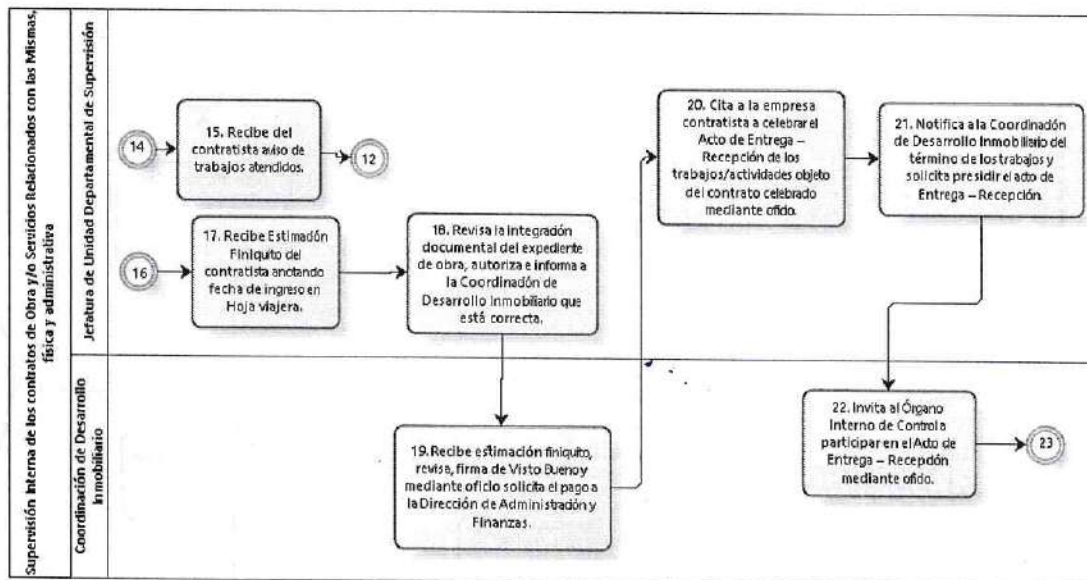 Supervisión Interna de los contratos de Obra y/o Servicios Relacionados con las Mismas,
física y administrativa
Jefatura de Unidad Departamental de Supervisión
14
15. Recibe del
contratista aviso de
trabajos atendidos.
12
16
17. Recibe Estimación
Finiquito del
contratista anotando
fecha de ingreso en
Hoja viajera.
18. Revisa la integración
documental del expediente
de obra, autoriza e informa a
la Coordinación de
Desarrollo Inmobiliario que
está correcta.
20. Cita a la empresa
contratista a celebrar el
Acto de Entrega –
Recepción de los
trabajos/actividades objeto
del contrato celebrado
mediante oficio.
21. Notifica a la Coordinación
de Desarrollo Inmobiliario del
término de los trabajos y
solicita presidir el acto de
Entrega – Recepción.
Coordinación de Desarrollo
Inmobiliario
19. Recibe estimación finiquito,
revisa, firma de Visto Bueno y
mediante oficio solicita el pago a
la Dirección de Administración y
Finanzas.
22. Invita al Órgano
Interno de Control a
participar en el Acto de
Entrega – Recepción
mediante oficio.
23